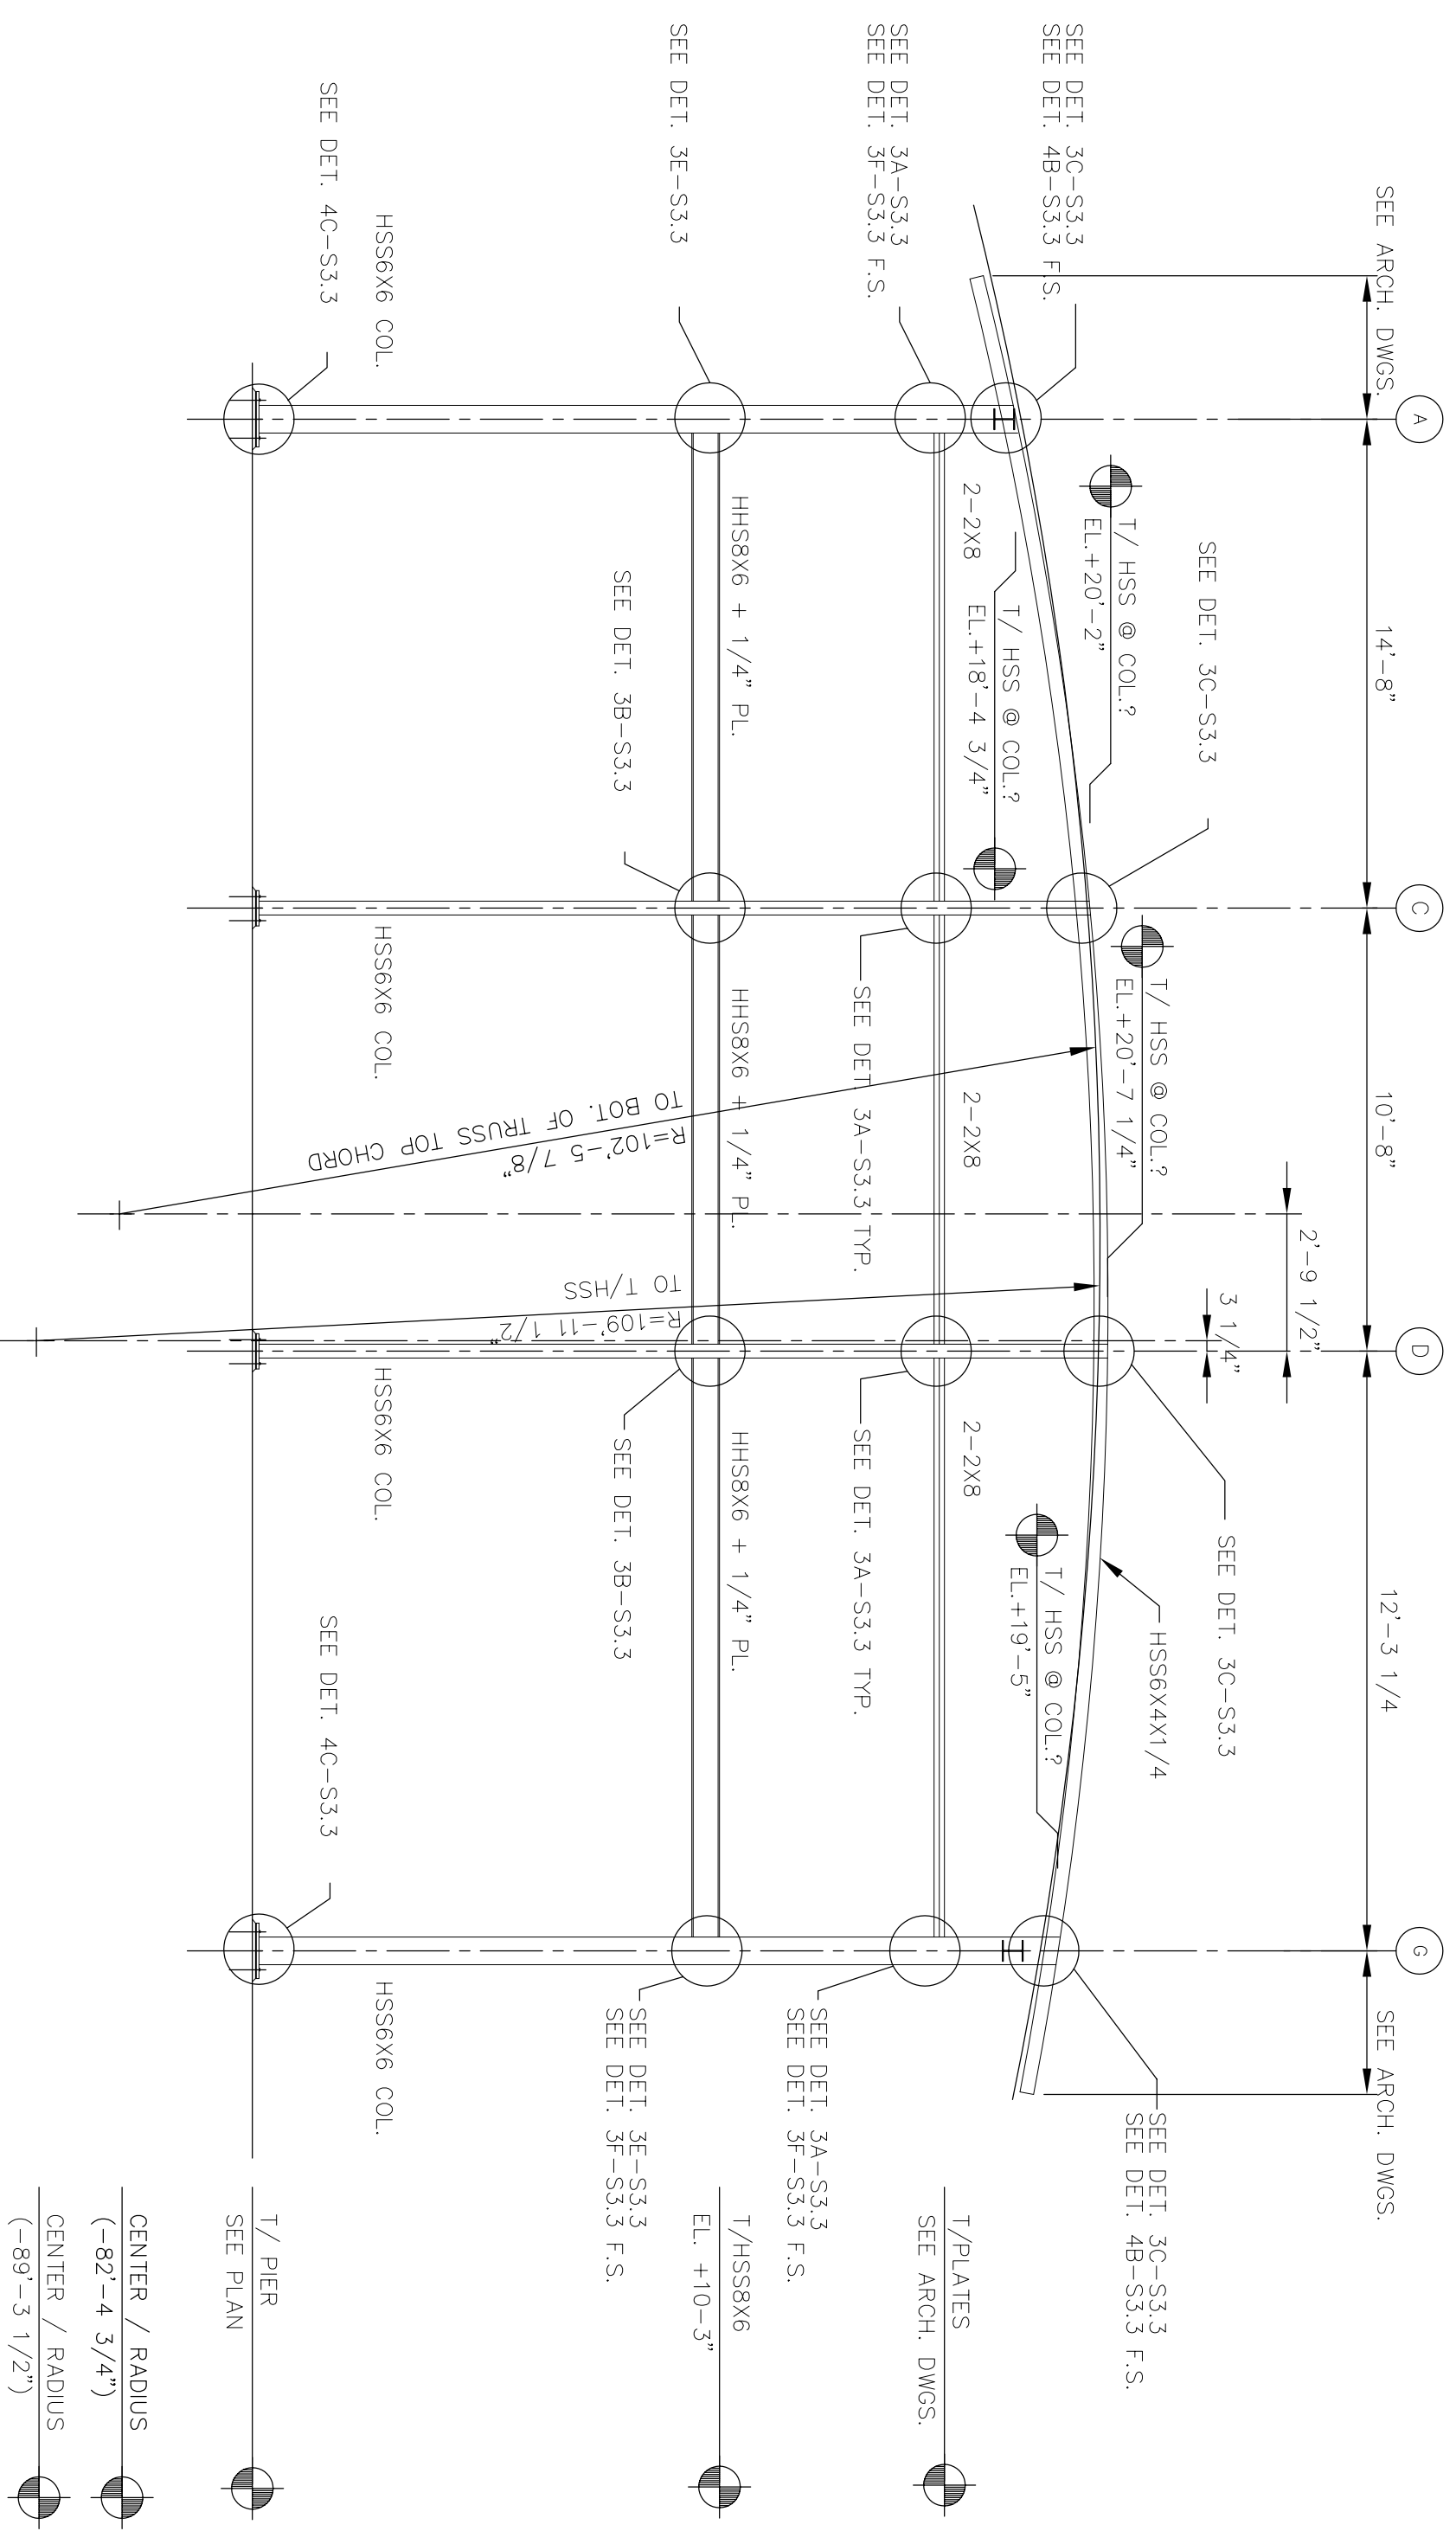 A
C
D
G
SEE ARCH. DWGS.
14'-8"
10'-8"
12'-3 1/4
SEE ARCH. DWGS.
2'-9 1/2"
3 1/4"
SEE DET. 3C-S3.3
SEE DET. 4B-S3.3 F.S.
SEE DET. 3C-S3.3
SEE DET. 3C-S3.3
HSS6X4X1/4
SEE DET. 3C-S3.3
SEE DET. 4B-S3.3 F.S.
T/ HSS @ COL.?
EL.+20'-2"
T/ HSS @ COL.?
EL.+20'-7 1/4"
T/ HSS @ COL.?
EL.+18'-4 3/4"
T/ HSS @ COL.?
EL.+19'-5"
SEE DET. 3A-S3.3
SEE DET. 3F-S3.3 F.S.
2-2X8
2-2X8
2-2X8
T/PLATES
SEE ARCH. DWGS.
SEE DET. 3A-S3.3 TYP.
SEE DET. 3A-S3.3 TYP.
SEE DET. 3A-S3.3
SEE DET. 3F-S3.3 F.S.
SEE DET. 3E-S3.3
HHS8X6 + 1/4" PL.
HHS8X6 + 1/4" PL.
HHS8X6 + 1/4" PL.
T/HSS8X6
EL. +10-3"
SEE DET. 3B-S3.3
SEE DET. 3B-S3.3
SEE DET. 3E-S3.3
SEE DET. 3F-S3.3 F.S.
R=102'-5 7/8"
TO BOT. OF TRUSS TOP CHORD
R=109'-11 1/2"
TO T/HSS
HSS6X6 COL.
HSS6X6 COL.
HSS6X6 COL.
HSS6X6 COL.
SEE DET. 4C-S3.3
SEE DET. 4C-S3.3
T/ PIER
SEE PLAN
CENTER / RADIUS
(-82'-4 3/4")
CENTER / RADIUS
(-89'-3 1/2")